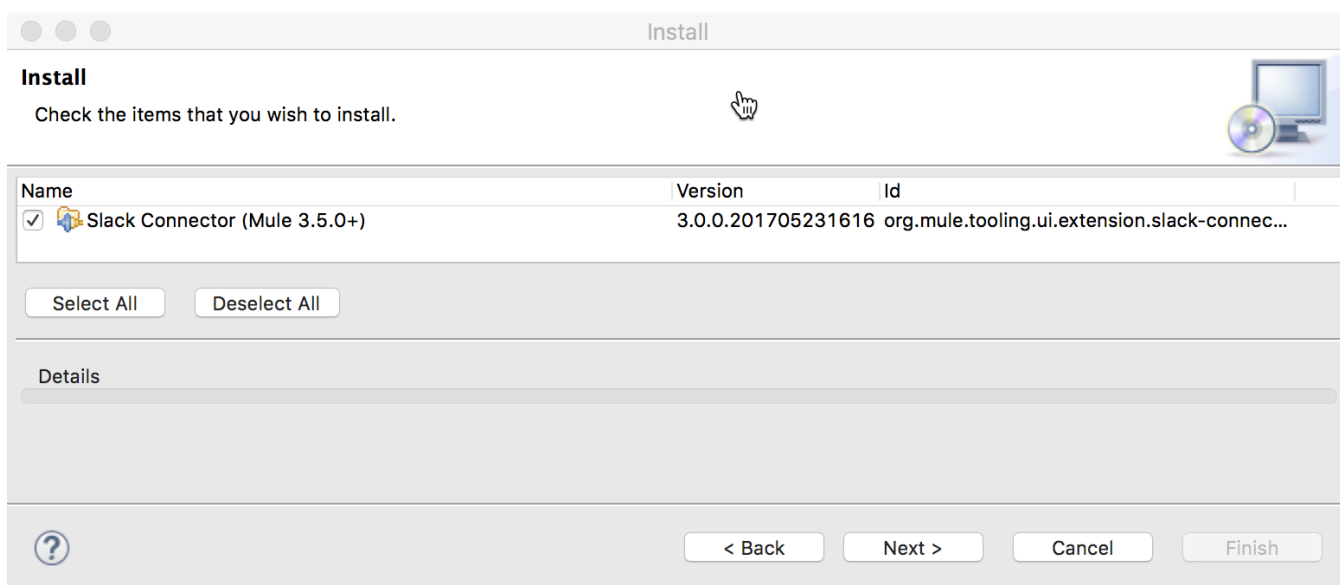 Install
Install
Check the items that you wish to install.
Name Version Id
Slack Connector (Mule 3.5.0+) 3.0.0.201705231616 org.mule.tooling.ui.extension.slack-connec...
Select All Deselect All
Details
? < Back Next > Cancel Finish